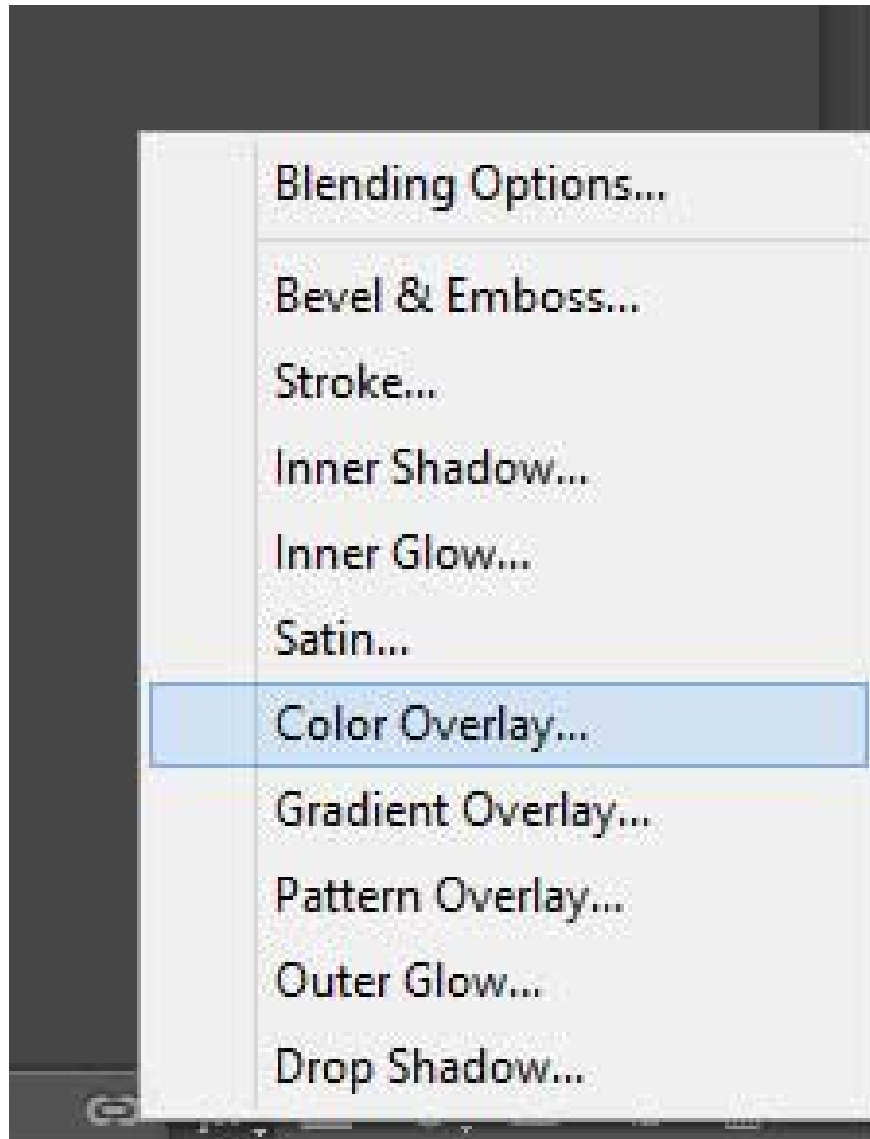 Blending Options...
Bevel & Emboss...
Stroke...
Inner Shadow...
Inner Glow...
Satin...
Color Overlay...
Gradient Overlay...
Pattern Overlay...
Outer Glow...
Drop Shadow...